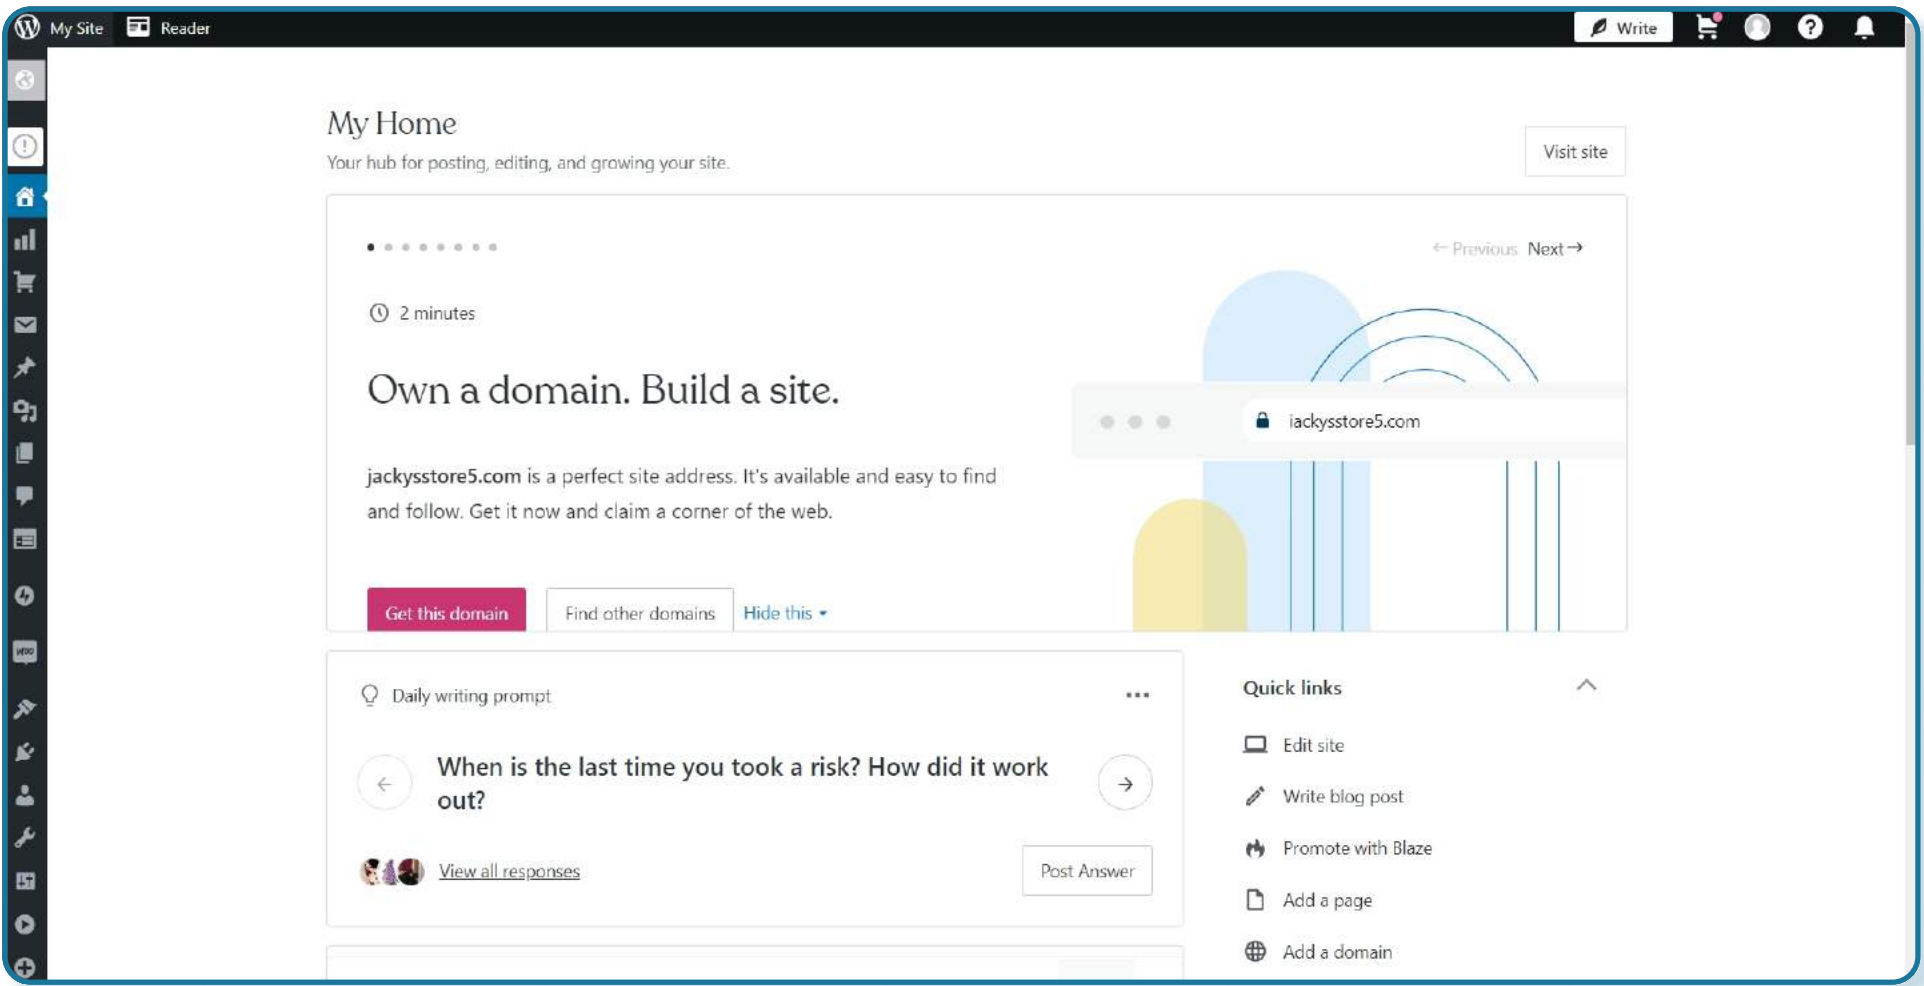 My Site
Reader
Write
My Home
Your hub for posting, editing, and growing your site.
Visit site
← Previous Next →
2 minutes
Own a domain. Build a site.
iackysstore5.com
jackysstore5.com is a perfect site address. It's available and easy to find
and follow. Get it now and claim a corner of the web.
Get this domain
Find other domains
Hide this
Daily writing prompt
When is the last time you took a risk? How did it work
out?
View all responses
Post Answer
Quick links
Edit site
Write blog post
Promote with Blaze
Add a page
Add a domain
WOO